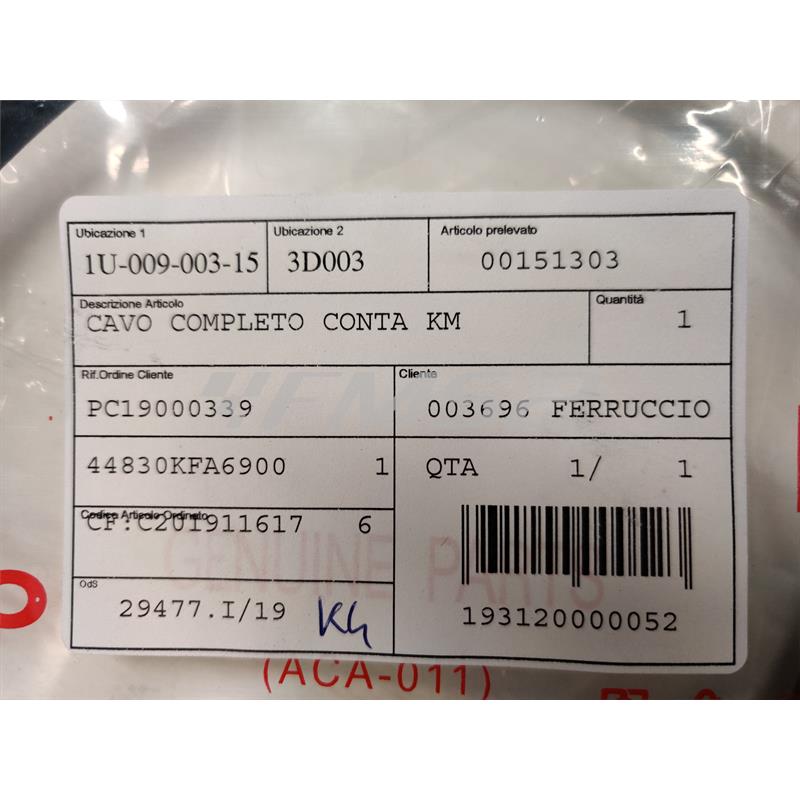 Ubicazione 1
Ubicazione 2
Articolo prelevato
1U-009-003-15
3D003
00151303
Descrizione Articolo
Quantità
CAVO COMPLETO CONTA KM
1
Rif.Ordine Cliente
Cliente
PC19000339
003696 FERRUCCIO
44830KFA6900 1
QTA 1/ 1
Codice Articolo Ordinato
CF:C201911617 6
GENUINE PARTS
OdS
29477.I/19
193120000052
(ACA-011)